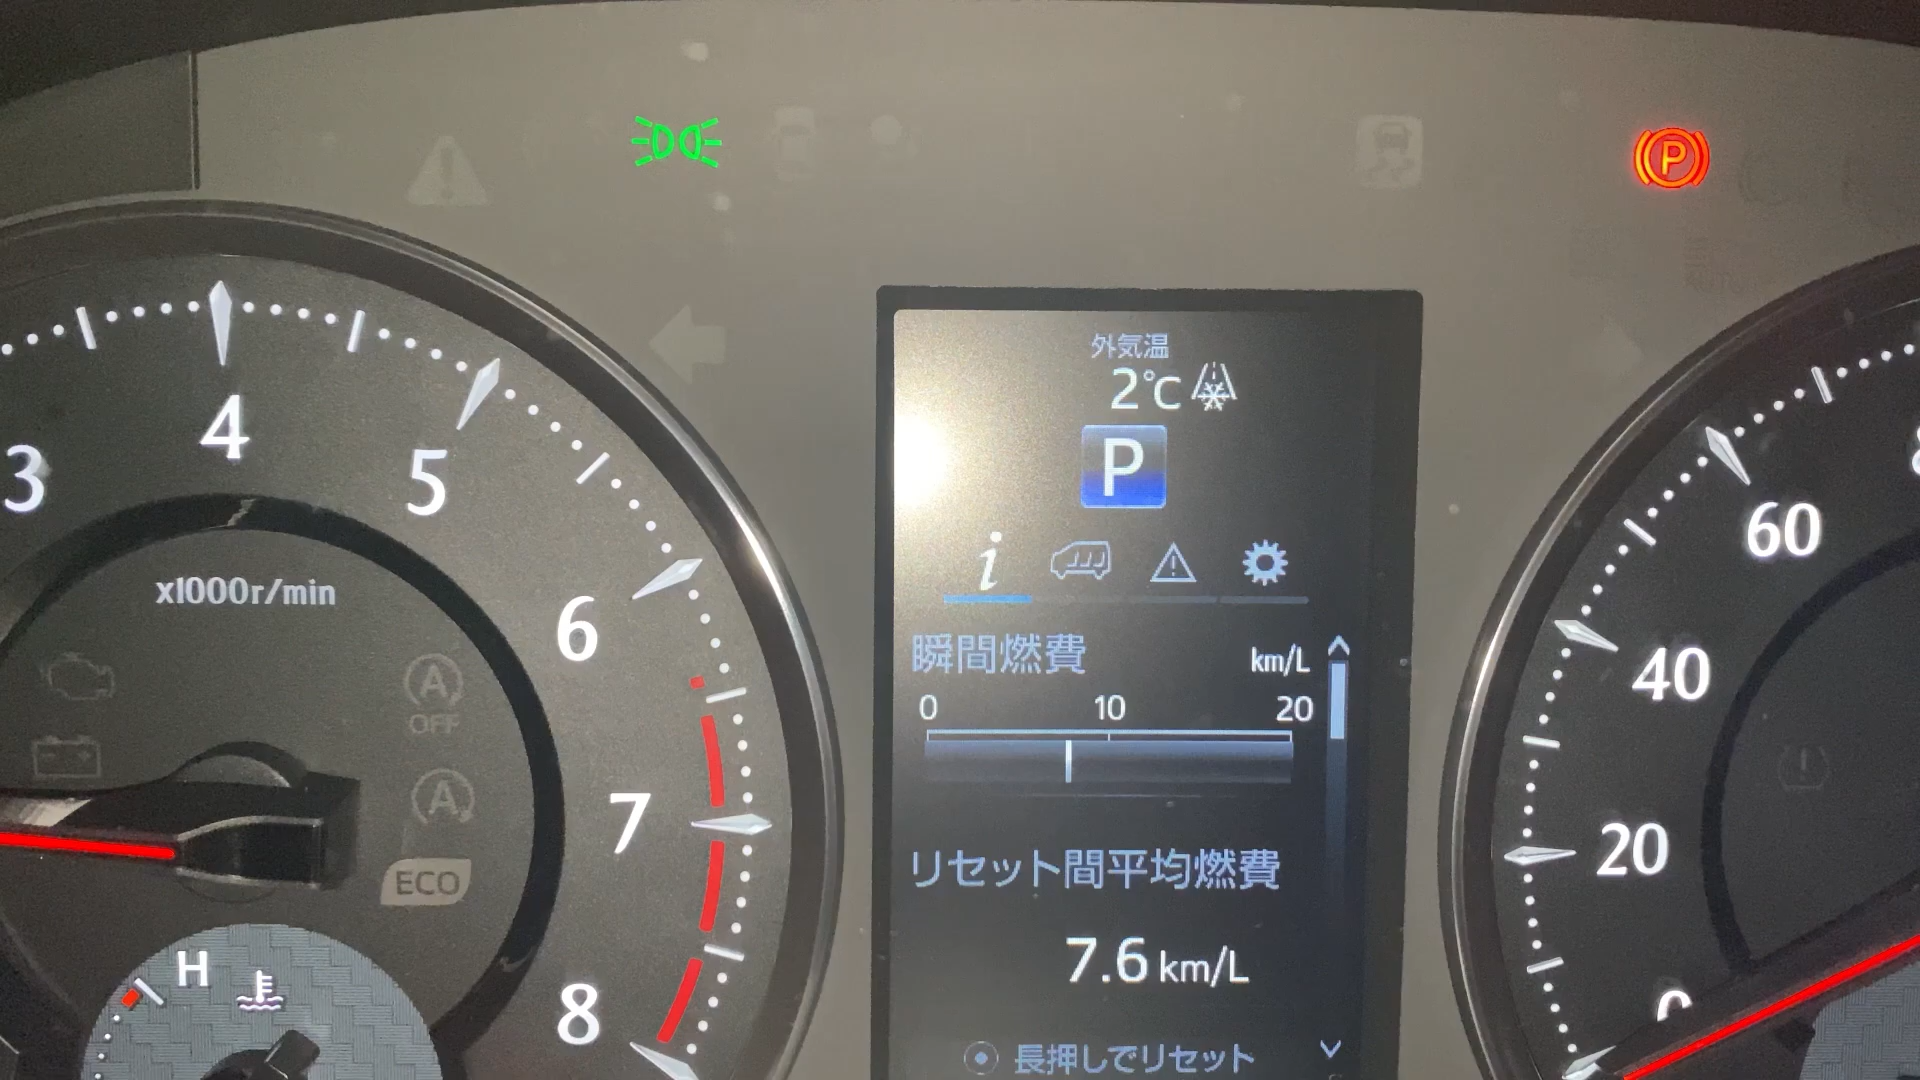 P
外気温
2℃
P
i
瞬間燃費 km/L
0 10 20
リセット間平均燃費
7.6 km/L
長押しでリセット
3
4
5
6
7
8
x1000r/min
A
OFF
A
ECO
H
60
40
20
0